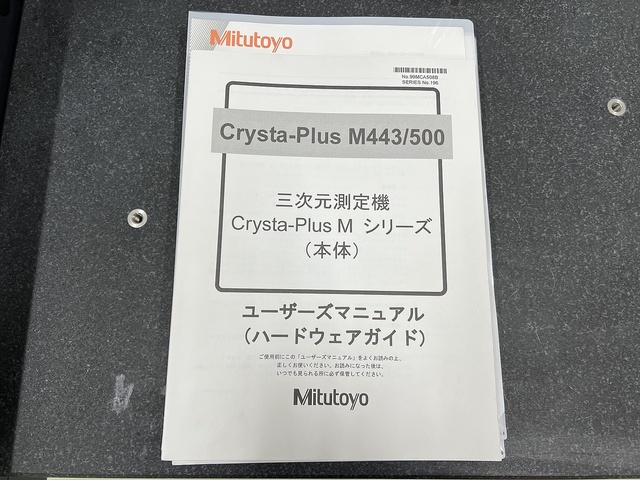 Mitutoyo
No.99MCA508B
SERIES No.196
Crysta-Plus M443/500
三次元測定機
Crysta-Plus M シリーズ
（本体）
ユーザーズマニュアル
（ハードウェアガイド）
ご使用前にこの「ユーザーズマニュアル」をよくお読みの上、
正しくお使いください。お読みになった後は、
いつでも見られる所に必ず保管してください。
Mitutoyo